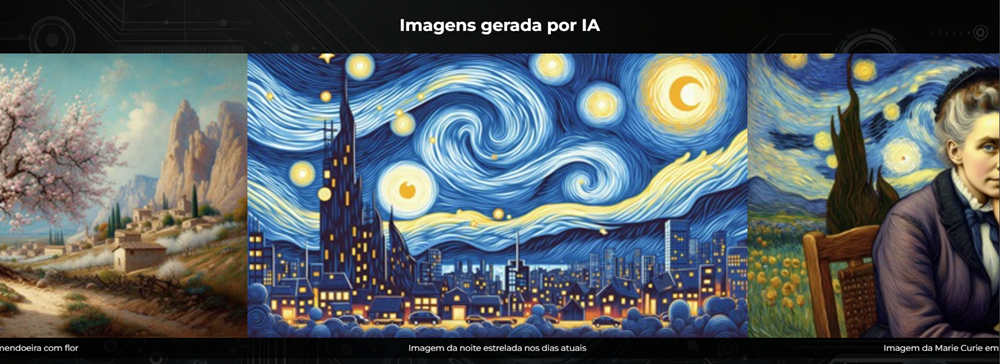 Imagens gerada por IA
mendoeira com flor
Imagem da noite estrelada nos dias atuais
Imagem da Marie Curie em